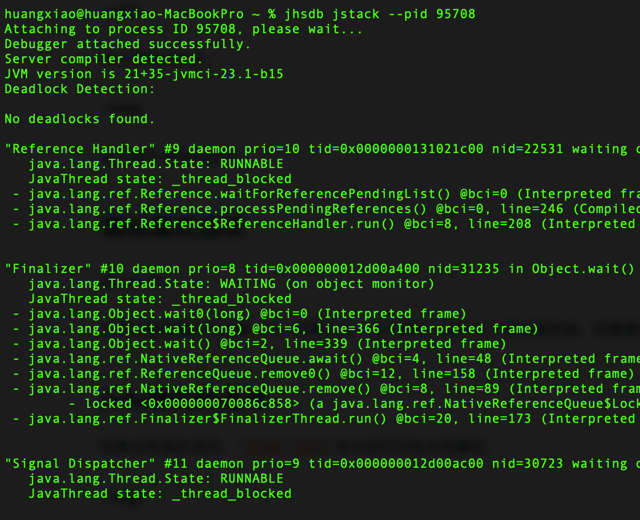 huangxiao@huangxiao-MacBookPro ~ % jhsdb jstack --pid 95708
Attaching to process ID 95708, please wait...
Debugger attached successfully.
Server compiler detected.
JVM version is 21+35-jvmci-23.1-b15
Deadlock Detection:
No deadlocks found.
"Reference Handler" #9 daemon prio=10 tid=0x0000000131021c00 nid=22531 waiting
java.lang.Thread.State: RUNNABLE
JavaThread state: _thread_blocked
- java.lang.ref.Reference.waitForReferencePendingList() @bci=0 (Interpreted fra
- java.lang.ref.Reference.processPendingReferences() @bci=0, line=246 (Compiled
- java.lang.ref.Reference$ReferenceHandler.run() @bci=8, line=208 (Interpreted
"Finalizer" #10 daemon prio=8 tid=0x000000012d00a400 nid=31235 in Object.wait()
java.lang.Thread.State: WAITING (on object monitor)
JavaThread state: _thread_blocked
- java.lang.Object.wait0(long) @bci=0 (Interpreted frame)
- java.lang.Object.wait(long) @bci=6, line=366 (Interpreted frame)
- java.lang.Object.wait() @bci=2, line=339 (Interpreted frame)
- java.lang.ref.NativeReferenceQueue.await() @bci=4, line=48 (Interpreted frame
- java.lang.ref.ReferenceQueue.remove0() @bci=12, line=158 (Interpreted frame)
- java.lang.ref.NativeReferenceQueue.remove() @bci=8, line=89 (Interpreted fram
- locked <0x000000070086c858> (a java.lang.ref.NativeReferenceQueue$Lock
- java.lang.ref.Finalizer$FinalizerThread.run() @bci=20, line=173 (Interpreted
"Signal Dispatcher" #11 daemon prio=9 tid=0x000000012d00ac00 nid=30723 waiting
java.lang.Thread.State: RUNNABLE
JavaThread state: _thread_blocked